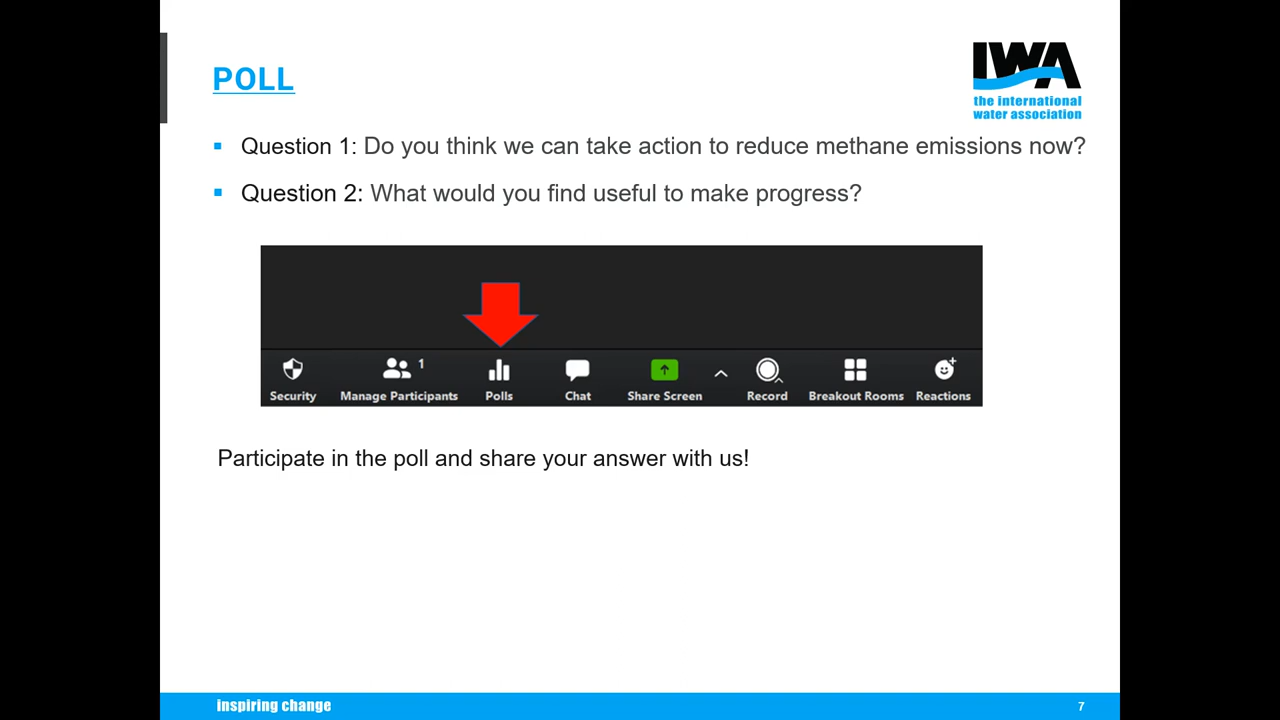 POLL
IWA
the international
water association
Question 1: Do you think we can take action to reduce methane emissions now?
Question 2: What would you find useful to make progress?
1
Security
Manage Participants
Polls
Chat
Share Screen
Record
Breakout Rooms
Reactions
Participate in the poll and share your answer with us!
inspiring change
7